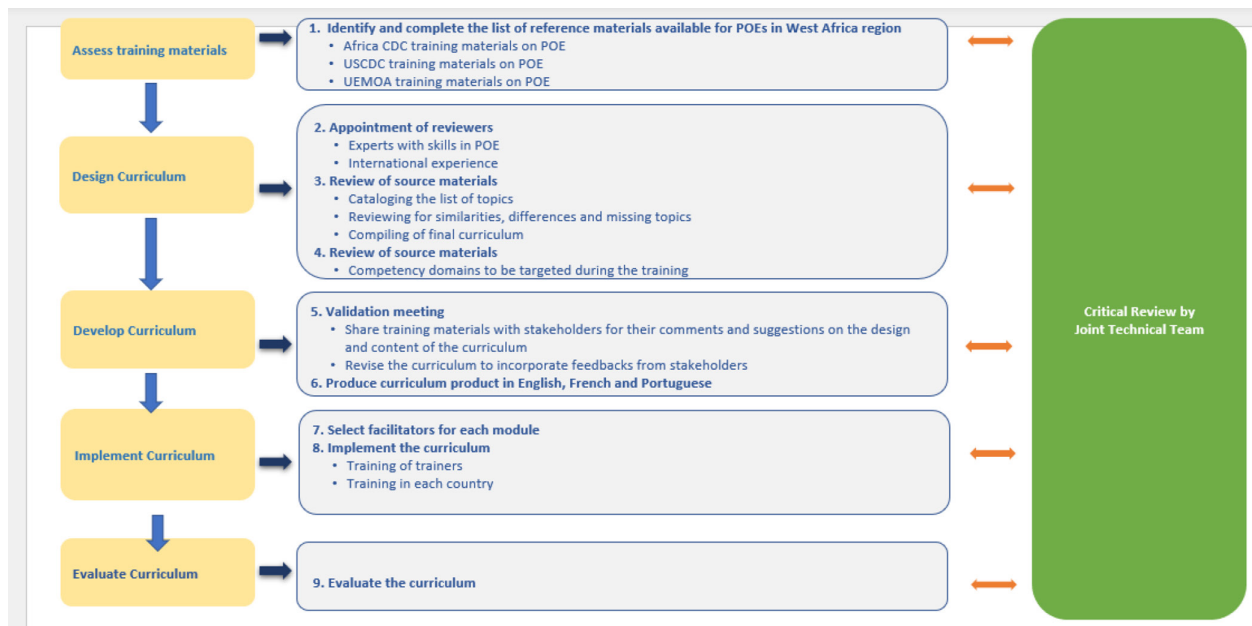 Assess training materials
1. Identify and complete the list of reference materials available for POEs in West Africa region
• Africa CDC training materials on POE
• USCDC training materials on POE
• UEMOA training materials on POE
Design Curriculum
2. Appointment of reviewers
• Experts with skills in POE
• International experience
3. Review of source materials
• Cataloging the list of topics
• Reviewing for similarities, differences and missing topics
• Compiling of final curriculum
4. Review of source materials
• Competency domains to be targeted during the training
Develop Curriculum
5. Validation meeting
• Share training materials with stakeholders for their comments and suggestions on the design
and content of the curriculum
• Revise the curriculum to incorporate feedbacks from stakeholders
6. Produce curriculum product in English, French and Portuguese
Implement Curriculum
7. Select facilitators for each module
8. Implement the curriculum
• Training of trainers
• Training in each country
Evaluate Curriculum
9. Evaluate the curriculum
Critical Review by
Joint Technical Team